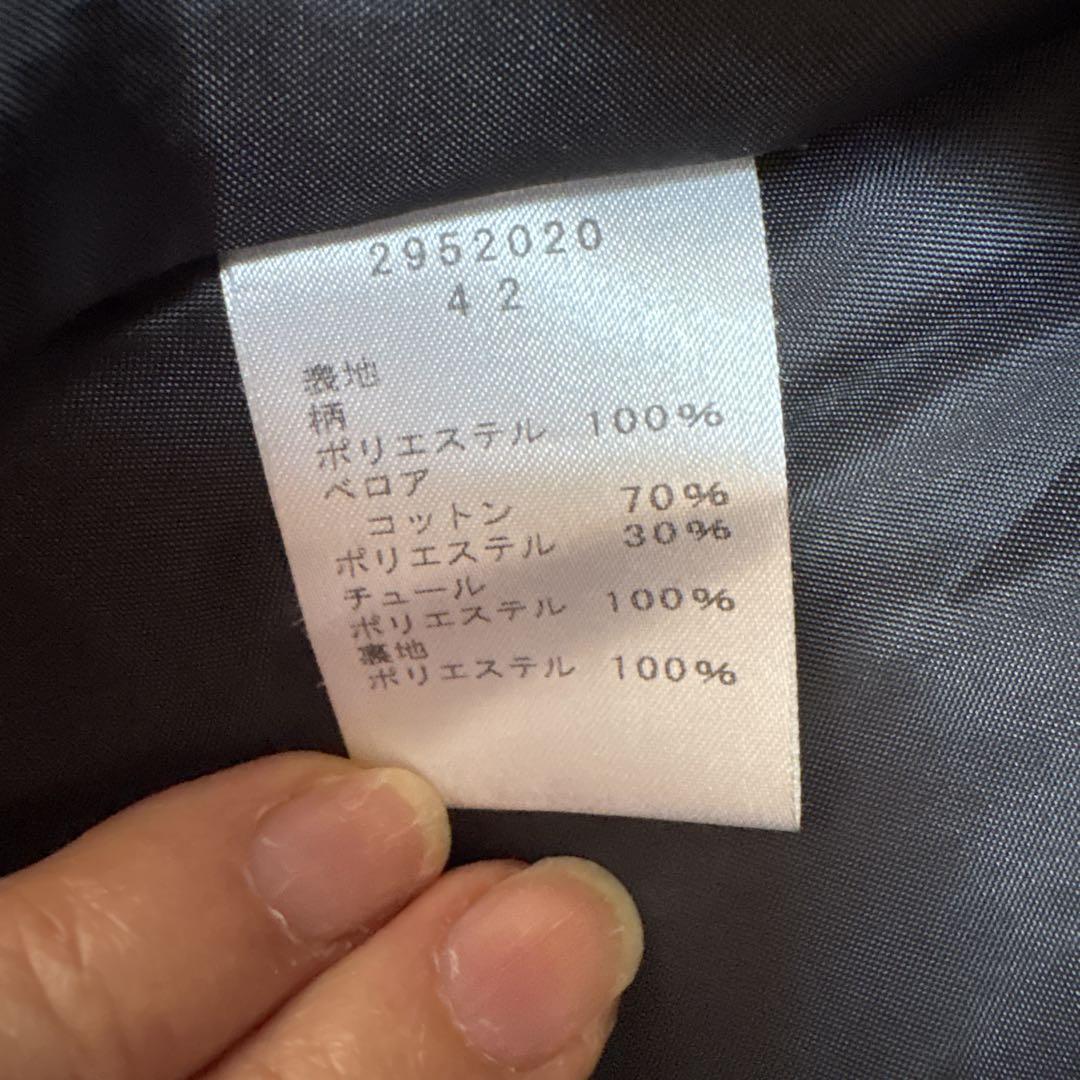 2952020
42
表地
柄
ポリエステル 100%
ベロア
コットン 70%
ポリエステル 30%
チュール
ポリエステル 100%
裏地
ポリエステル 100%